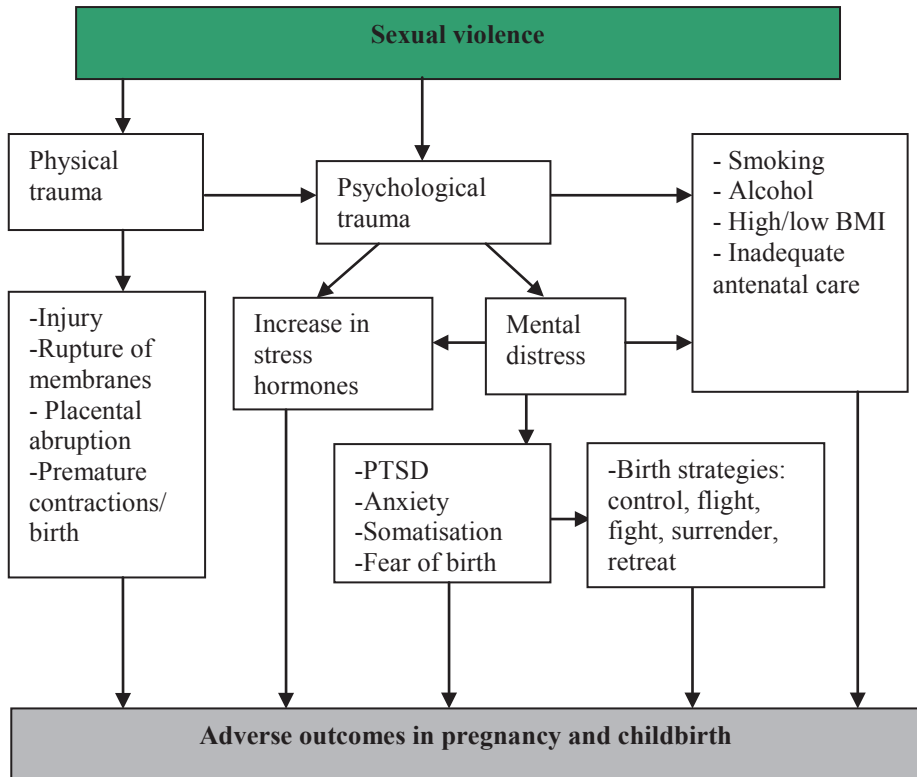 Sexual violence
Physical
trauma
Psychological
trauma
- Smoking
- Alcohol
- High/low BMI
- Inadequate
antenatal care
-Injury
-Rupture of
membranes
- Placental
abruption
-Premature
contractions/
birth
Increase in
stress
hormones
Mental
distress
-PTSD
-Anxiety
-Somatisation
-Fear of birth
-Birth strategies:
control, flight,
fight, surrender,
retreat
Adverse outcomes in pregnancy and childbirth